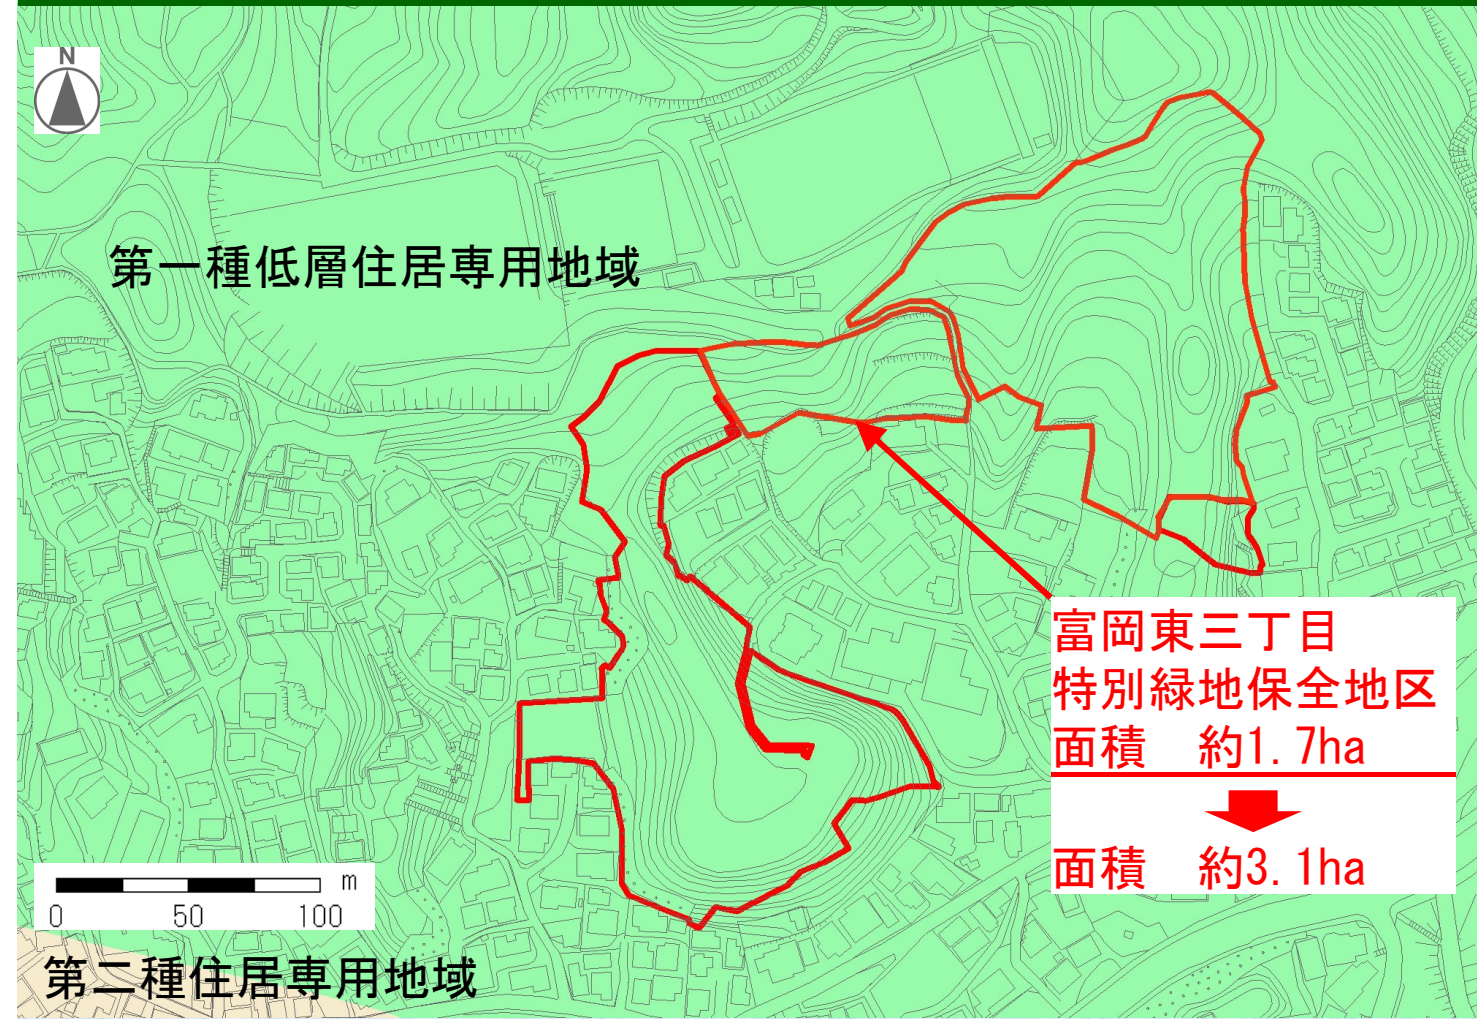 N
第一種低層住居専用地域
富岡東三丁目
特別緑地保全地区
面積　約1.7ha
面積　約3.1ha
m
0 50 100
第二種住居専用地域